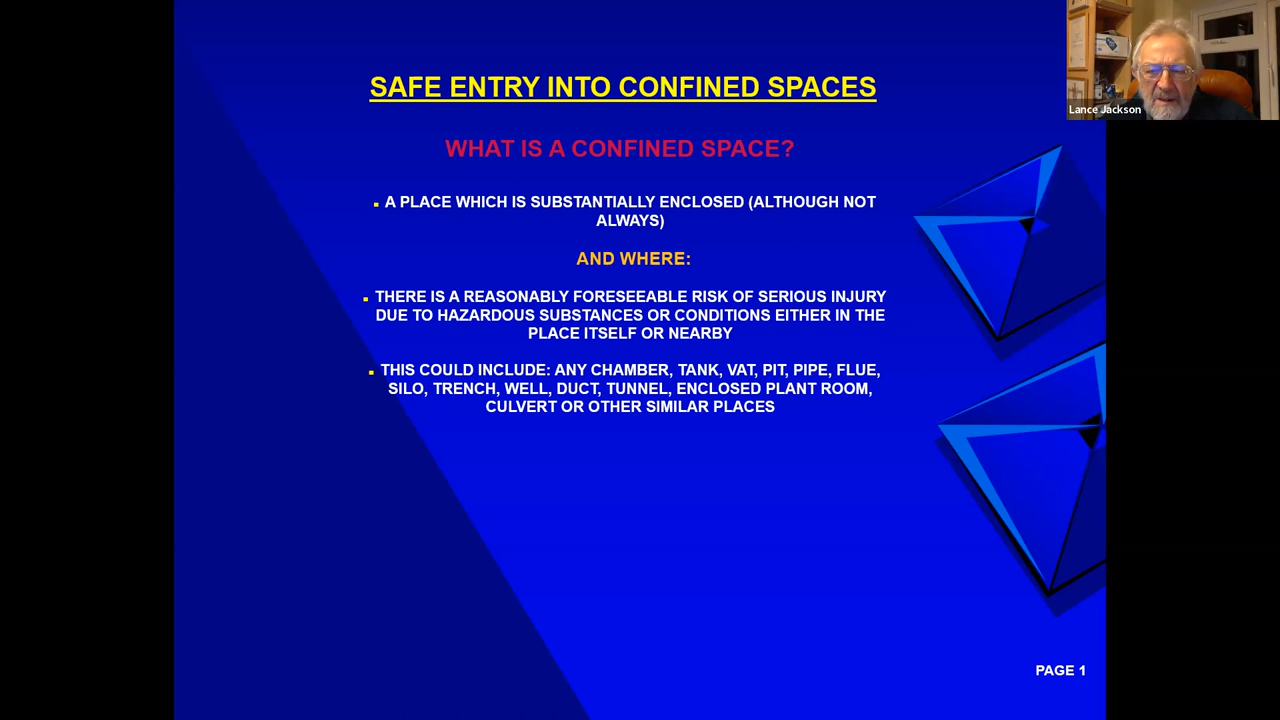 SAFE ENTRY INTO CONFINED SPACES
WHAT IS A CONFINED SPACE?
▪ A PLACE WHICH IS SUBSTANTIALLY ENCLOSED (ALTHOUGH NOT
ALWAYS)
AND WHERE:
▪ THERE IS A REASONABLY FORESEEABLE RISK OF SERIOUS INJURY
DUE TO HAZARDOUS SUBSTANCES OR CONDITIONS EITHER IN THE
PLACE ITSELF OR NEARBY
▪ THIS COULD INCLUDE: ANY CHAMBER, TANK, VAT, PIT, PIPE, FLUE,
SILO, TRENCH, WELL, DUCT, TUNNEL, ENCLOSED PLANT ROOM,
CULVERT OR OTHER SIMILAR PLACES
PAGE 1
Lance Jackson